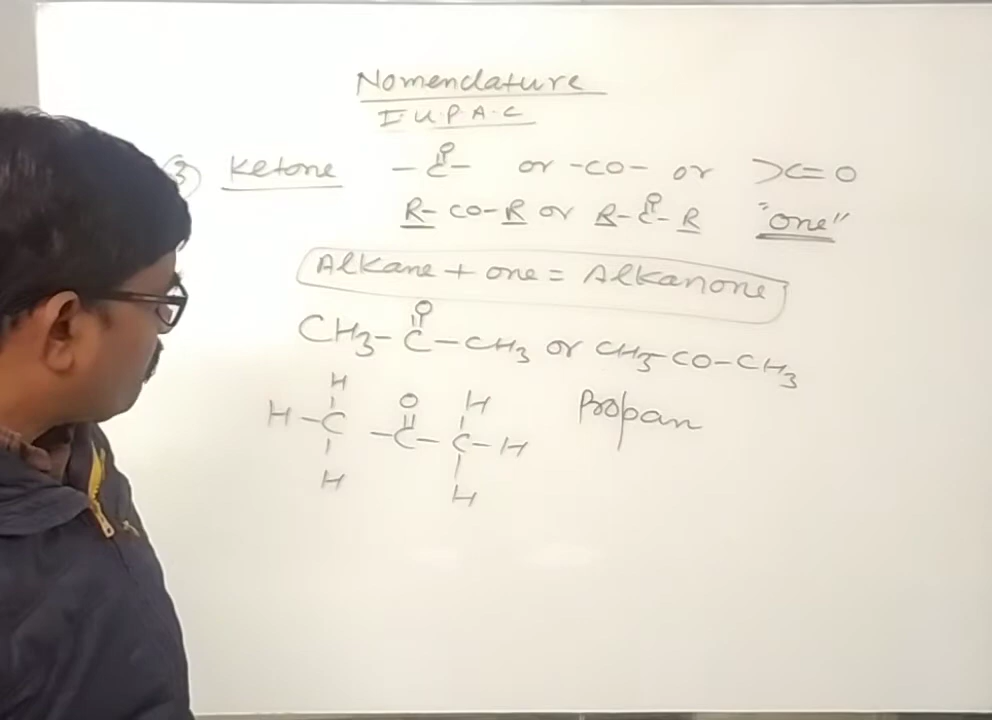 Nomenclature
I.U.P.A.C
3) Ketone -C(=O)- or -CO- or >C=O
R-CO-R or R-C(=O)-R "one"
Alkane + one = Alkanone
CH3-C(=O)-CH3 or CH3-CO-CH3
H O H
H-C -C- C-H Propan
H H